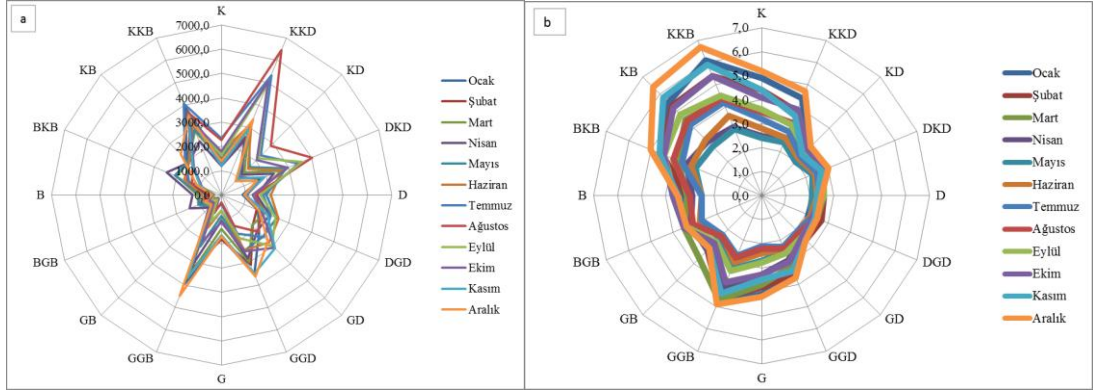 a
K
KKD
KD
DKD
D
DGD
GD
GGD
G
GGB
GB
BGB
B
BKB
KB
KKB
7000,0
6000,0
5000,0
4000,0
3000,0
2000,0
1000,0
0,0
Ocak
Şubat
Mart
Nisan
Mayıs
Haziran
Temmuz
Ağustos
Eylül
Ekim
Kasım
Aralık
b
K
KKD
KD
DKD
D
DGD
GD
GGD
G
GGB
GB
BGB
B
BKB
KB
KKB
7,0
6,0
5,0
4,0
3,0
2,0
1,0
0,0
Ocak
Şubat
Mart
Nisan
Mayıs
Haziran
Temmuz
Ağustos
Eylül
Ekim
Kasım
Aralık